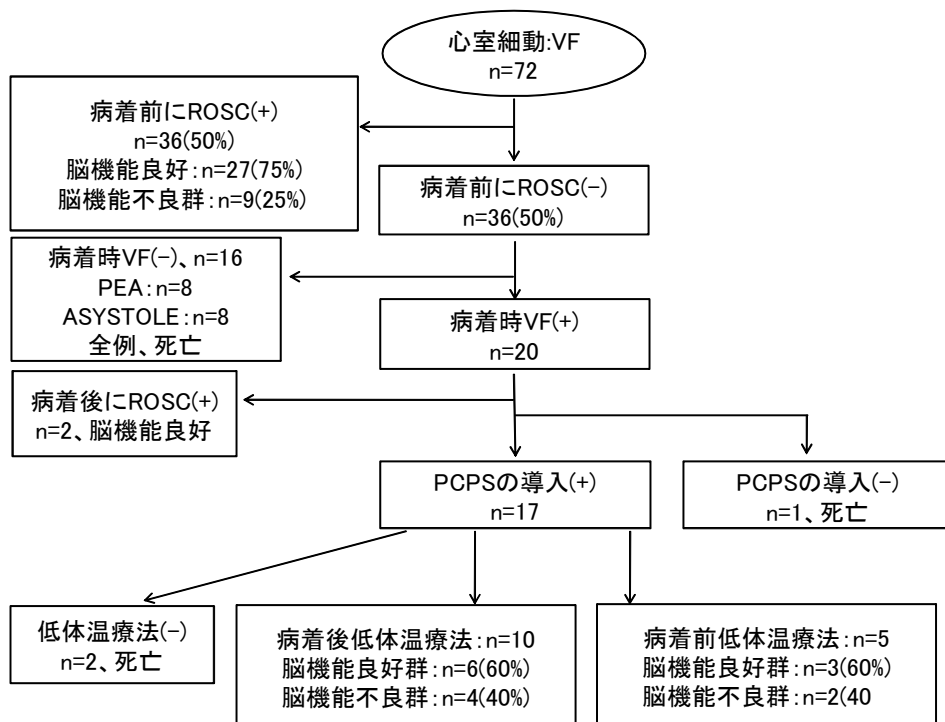 心室細動:VF
n=72
病着前にROSC(+)
n=36(50%)
脳機能良好：n=27(75%)
脳機能不良群：n=9(25%)
病着前にROSC(−)
n=36(50%)
病着時VF(−)、n=16
PEA：n=8
ASYSTOLE：n=8
全例、死亡
病着時VF(+)
n=20
病着後にROSC(+)
n=2、脳機能良好
PCPSの導入(+)
n=17
PCPSの導入(−)
n=1、死亡
低体温療法(−)
n=2、死亡
病着後低体温療法：n=10
脳機能良好群：n=6(60%)
脳機能不良群：n=4(40%)
病着前低体温療法：n=5
脳機能良好群：n=3(60%)
脳機能不良群：n=2(40